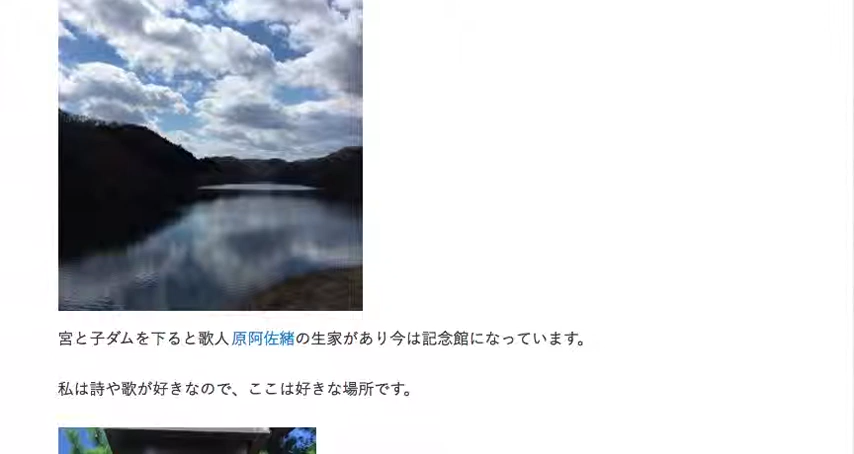 宮と子ダムを下ると歌人原阿佐緒の生家があり今は記念館になっています。
私は詩や歌が好きなので、ここは好きな場所です。